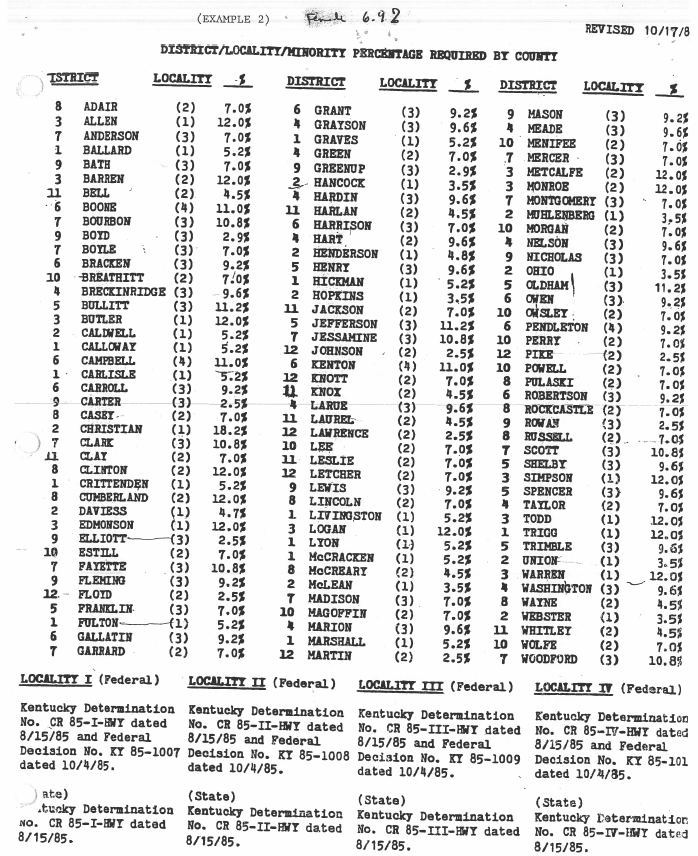 (EXAMPLE 2) Female 6.9%
REVISED 10/17/8
DISTRICT/LOCALITY/MINORITY PERCENTAGE REQUIRED BY COUNTY
ISTRICT LOCALITY %
8 ADAIR (2) 7.0%
3 ALLEN (1) 12.0%
7 ANDERSON (3) 7.0%
1 BALLARD (1) 5.2%
9 BATH (3) 7.0%
3 BARREN (2) 12.0%
11 BELL (2) 4.5%
6 BOONE (4) 11.0%
7 BOURBON (3) 10.8%
9 BOYD (3) 2.9%
7 BOYLE (3) 7.0%
6 BRACKEN (3) 9.2%
10 BREATHITT (2) 7.0%
4 BRECKINRIDGE (3) 9.6%
5 BULLITT (3) 11.2%
3 BUTLER (1) 12.0%
2 CALDWELL (1) 5.2%
1 CALLOWAY (1) 5.2%
6 CAMPBELL (4) 11.0%
1 CARLISLE (1) 5.2%
6 CARROLL (3) 9.2%
9 CARTER (3) 2.5%
8 CASEY (2) 7.0%
2 CHRISTIAN (1) 18.2%
7 CLARK (3) 10.8%
11 CLAY (2) 7.0%
8 CLINTON (2) 12.0%
1 CRITTENDEN (1) 5.2%
8 CUMBERLAND (2) 12.0%
2 DAVIESS (1) 4.7%
3 EDMONSON (1) 12.0%
9 ELLIOTT (3) 2.5%
10 ESTILL (2) 7.0%
7 FAYETTE (3) 10.8%
9 FLEMING (3) 9.2%
12 FLOYD (2) 2.5%
5 FRANKLIN (3) 7.0%
1 FULTON (1) 5.2%
6 GALLATIN (3) 9.2%
7 GARRARD (2) 7.0%
DISTRICT LOCALITY %
6 GRANT (3) 9.2%
4 GRAYSON (3) 9.6%
1 GRAVES (1) 5.2%
4 GREEN (2) 7.0%
9 GREENUP (3) 2.9%
2 HANCOCK (1) 3.5%
4 HARDIN (3) 9.6%
11 HARLAN (2) 4.5%
6 HARRISON (3) 7.0%
4 HART (2) 9.6%
2 HENDERSON (1) 4.8%
5 HENRY (3) 9.6%
1 HICKMAN (1) 5.2%
2 HOPKINS (1) 3.5%
11 JACKSON (2) 7.0%
5 JEFFERSON (3) 11.2%
7 JESSAMINE (3) 10.8%
12 JOHNSON (2) 2.5%
6 KENTON (4) 11.0%
12 KNOTT (2) 7.0%
11 KNOX (2) 4.5%
4 LARUE (3) 9.6%
11 LAUREL (2) 4.5%
12 LAWRENCE (2) 2.5%
10 LEE (2) 7.0%
11 LESLIE (2) 7.0%
12 LETCHER (2) 7.0%
9 LEWIS (3) 9.2%
8 LINCOLN (2) 7.0%
1 LIVINGSTON (1) 5.2%
3 LOGAN (1) 12.0%
1 LYON (1) 5.2%
1 McCRACKEN (1) 5.2%
8 McCREARY (2) 4.5%
2 McLEAN (1) 3.5%
7 MADISON (3) 7.0%
10 MAGOFFIN (2) 7.0%
4 MARION (3) 9.6%
1 MARSHALL (1) 5.2%
12 MARTIN (2) 2.5%
DISTRICT LOCALITY %
9 MASON (3) 9.2%
4 MEADE (3) 9.6%
10 MENIFEE (2) 7.0%
7 MERCER (3) 7.0%
3 METCALFE (2) 12.0%
3 MONROE (2) 12.0%
7 MONTGOMERY (3) 7.0%
2 MUHLENBERG (1) 3.5%
10 MORGAN (2) 7.0%
4 NELSON (3) 9.6%
9 NICHOLAS (3) 7.0%
2 OHIO (1) 3.5%
5 OLDHAM (3) 11.2%
6 OWEN (3) 9.2%
10 OWSLEY (2) 7.0%
6 PENDLETON (4) 9.2%
10 PERRY (2) 7.0%
12 PIKE (2) 2.5%
10 POWELL (2) 7.0%
8 PULASKI (2) 7.0%
6 ROBERTSON (3) 9.2%
8 ROCKCASTLE (2) 7.0%
9 ROWAN (3) 2.5%
8 RUSSELL (2) 7.0%
7 SCOTT (3) 10.8%
5 SHELBY (3) 9.6%
3 SIMPSON (1) 12.0%
5 SPENCER (3) 9.6%
4 TAYLOR (2) 7.0%
3 TODD (1) 12.0%
1 TRIGG (1) 12.0%
5 TRIMBLE (3) 9.6%
2 UNION (1) 3.5%
3 WARREN (1) 12.0%
4 WASHINGTON (3) 9.6%
8 WAYNE (2) 4.5%
2 WEBSTER (1) 3.5%
11 WHITLEY (2) 4.5%
10 WOLFE (2) 7.0%
7 WOODFORD (3) 10.8%
LOCALITY I (Federal)
Kentucky Determination
No. CR 85-I-HWY dated
8/15/85 and Federal
Decision No. KY 85-1007
dated 10/4/85.
ate)
tucky Determination
No. CR 85-I-HWY dated
8/15/85.
LOCALITY II (Federal)
Kentucky Determination
No. CR 85-II-HWY dated
8/15/85 and Federal
Decision No. KY 85-1008
dated 10/4/85.
(State)
Kentucky Determination
No. CR 85-II-HWY dated
8/15/85.
LOCALITY III (Federal)
Kentucky Determination
No. CR 85-III-HWY dated
8/15/85 and Federal
Decision No. KY 85-1009
dated 10/4/85.
(State)
Kentucky Determination
No. CR 85-III-HWY dated
8/15/85.
LOCALITY IV (Federal)
Kentucky Determination
No. CR 85-IV-HWY dated
8/15/85 and Federal
Decision No. KY 85-101
dated 10/4/85.
(State)
Kentucky Determination
No. CR 85-IV-HWY dated
8/15/85.